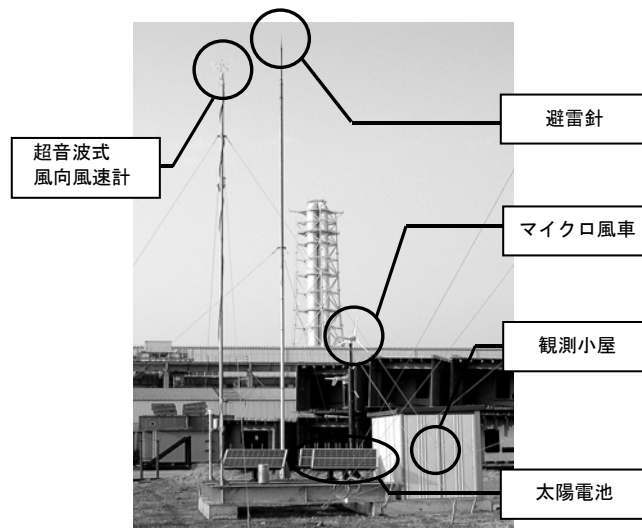 避雷針
超音波式
風向風速計
マイクロ風車
観測小屋
太陽電池